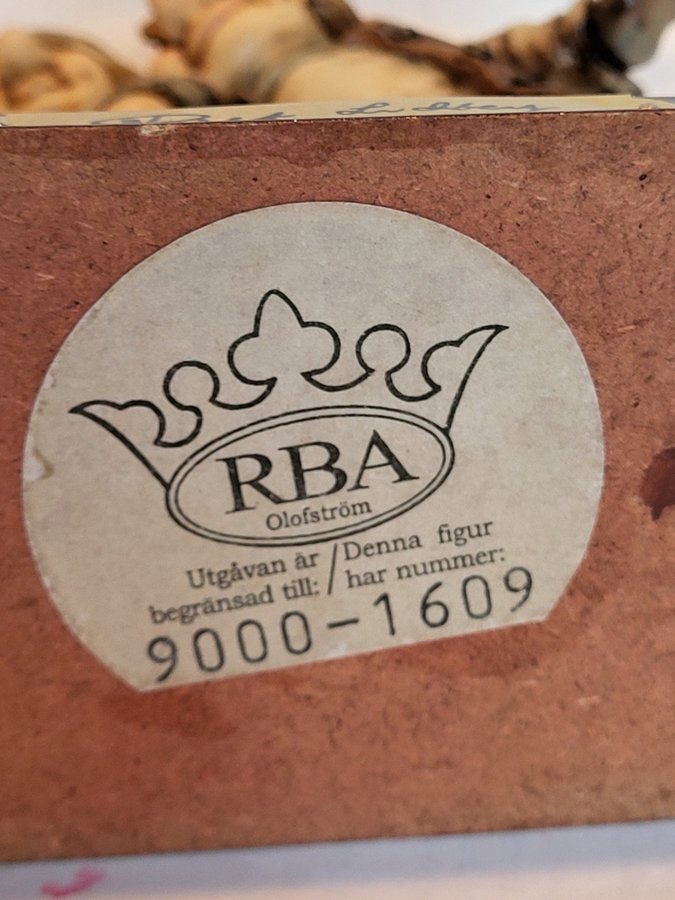 RBA
Olofström
Utgåvan är / Denna figur
begränsad till: / har nummer:
9000-1609